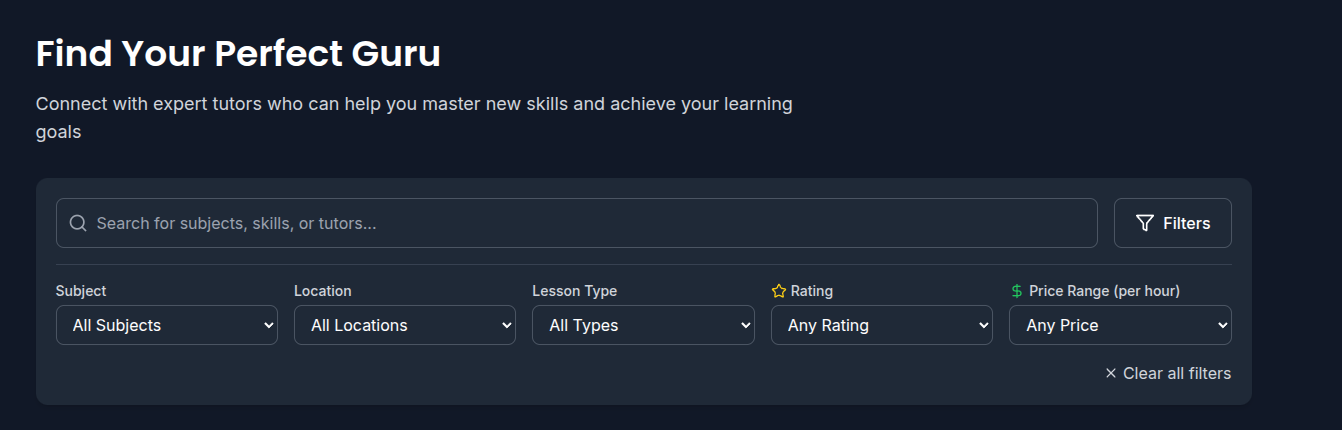 Find Your Perfect Guru
Connect with expert tutors who can help you master new skills and achieve your learning
goals
Search for subjects, skills, or tutors...
Filters
Subject
Location
Lesson Type
Rating
Price Range (per hour)
All Subjects
All Locations
All Types
Any Rating
Any Price
Clear all filters